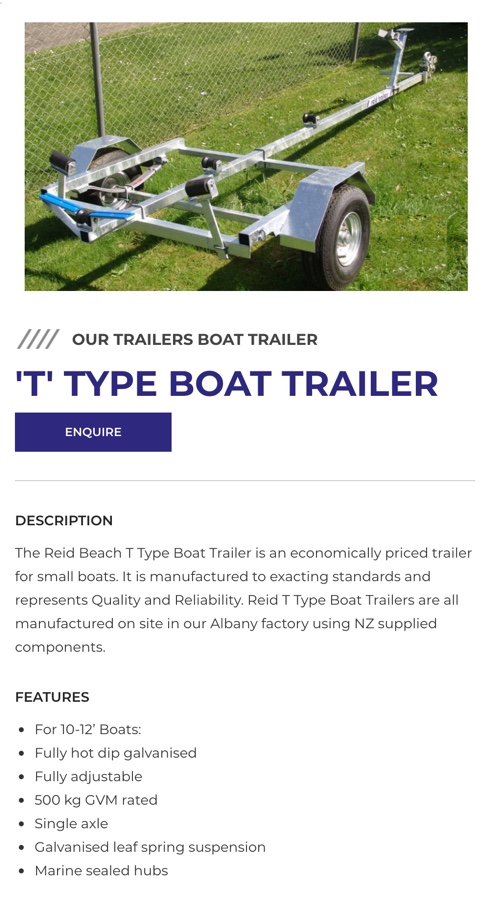 OUR TRAILERS BOAT TRAILER
'T' TYPE BOAT TRAILER
ENQUIRE
DESCRIPTION
The Reid Beach T Type Boat Trailer is an economically priced trailer
for small boats. It is manufactured to exacting standards and
represents Quality and Reliability. Reid T Type Boat Trailers are all
manufactured on site in our Albany factory using NZ supplied
components.
FEATURES
For 10-12’ Boats:
Fully hot dip galvanised
Fully adjustable
500 kg GVM rated
Single axle
Galvanised leaf spring suspension
Marine sealed hubs